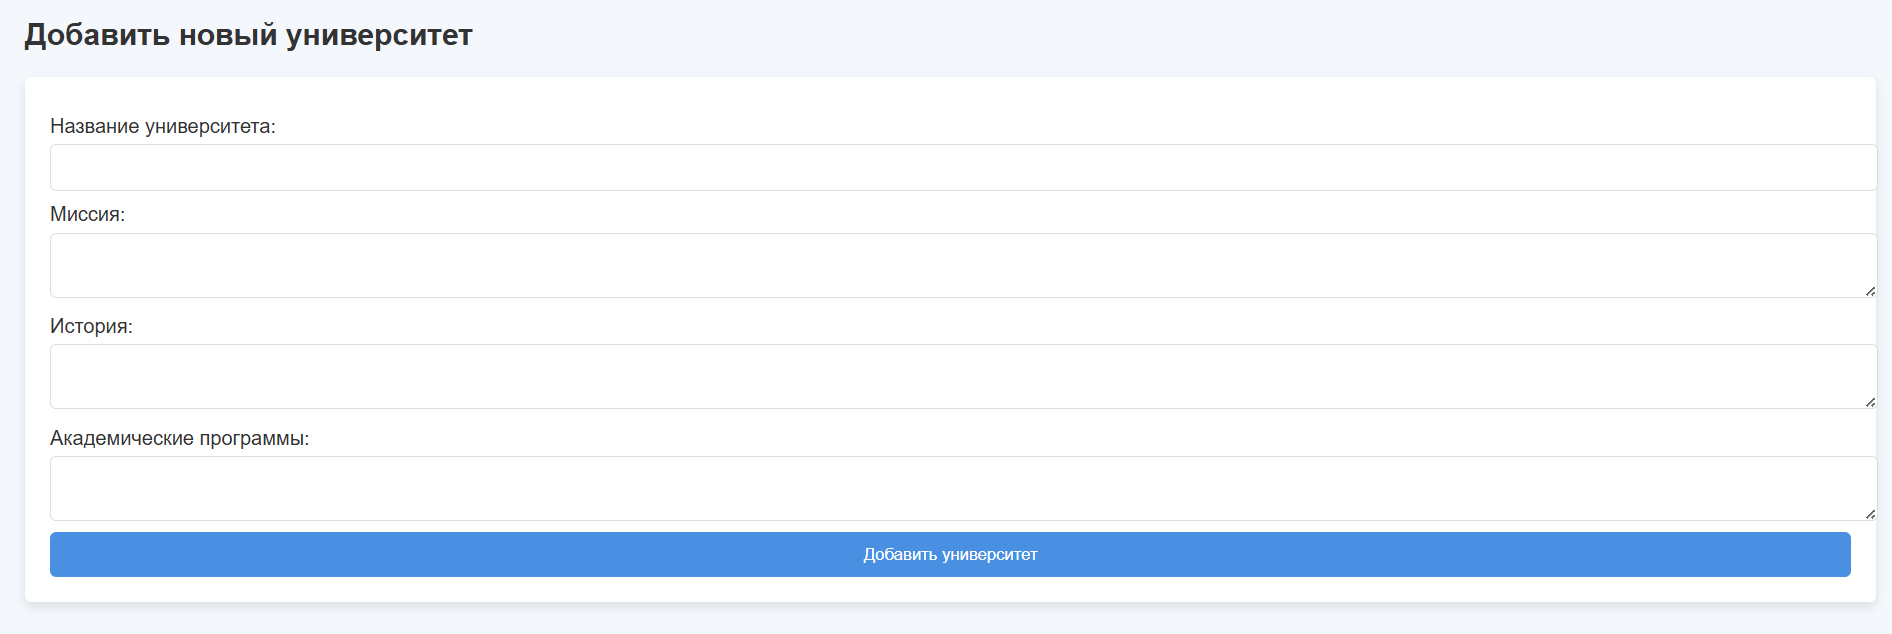 Добавить новый университет
Название университета:
Миссия:
История:
Академические программы:
Добавить университет